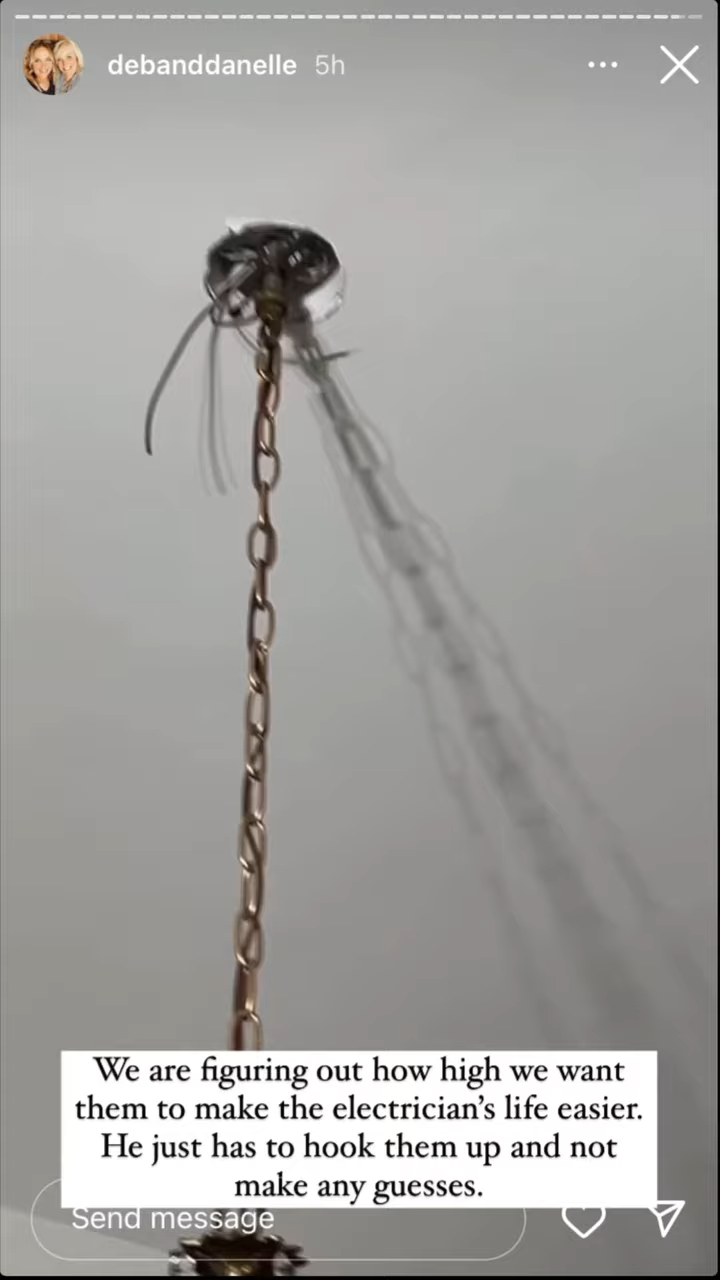 debanddanelle 5h
We are figuring out how high we want
them to make the electrician's life easier.
He just has to hook them up and not
make any guesses.
Send message